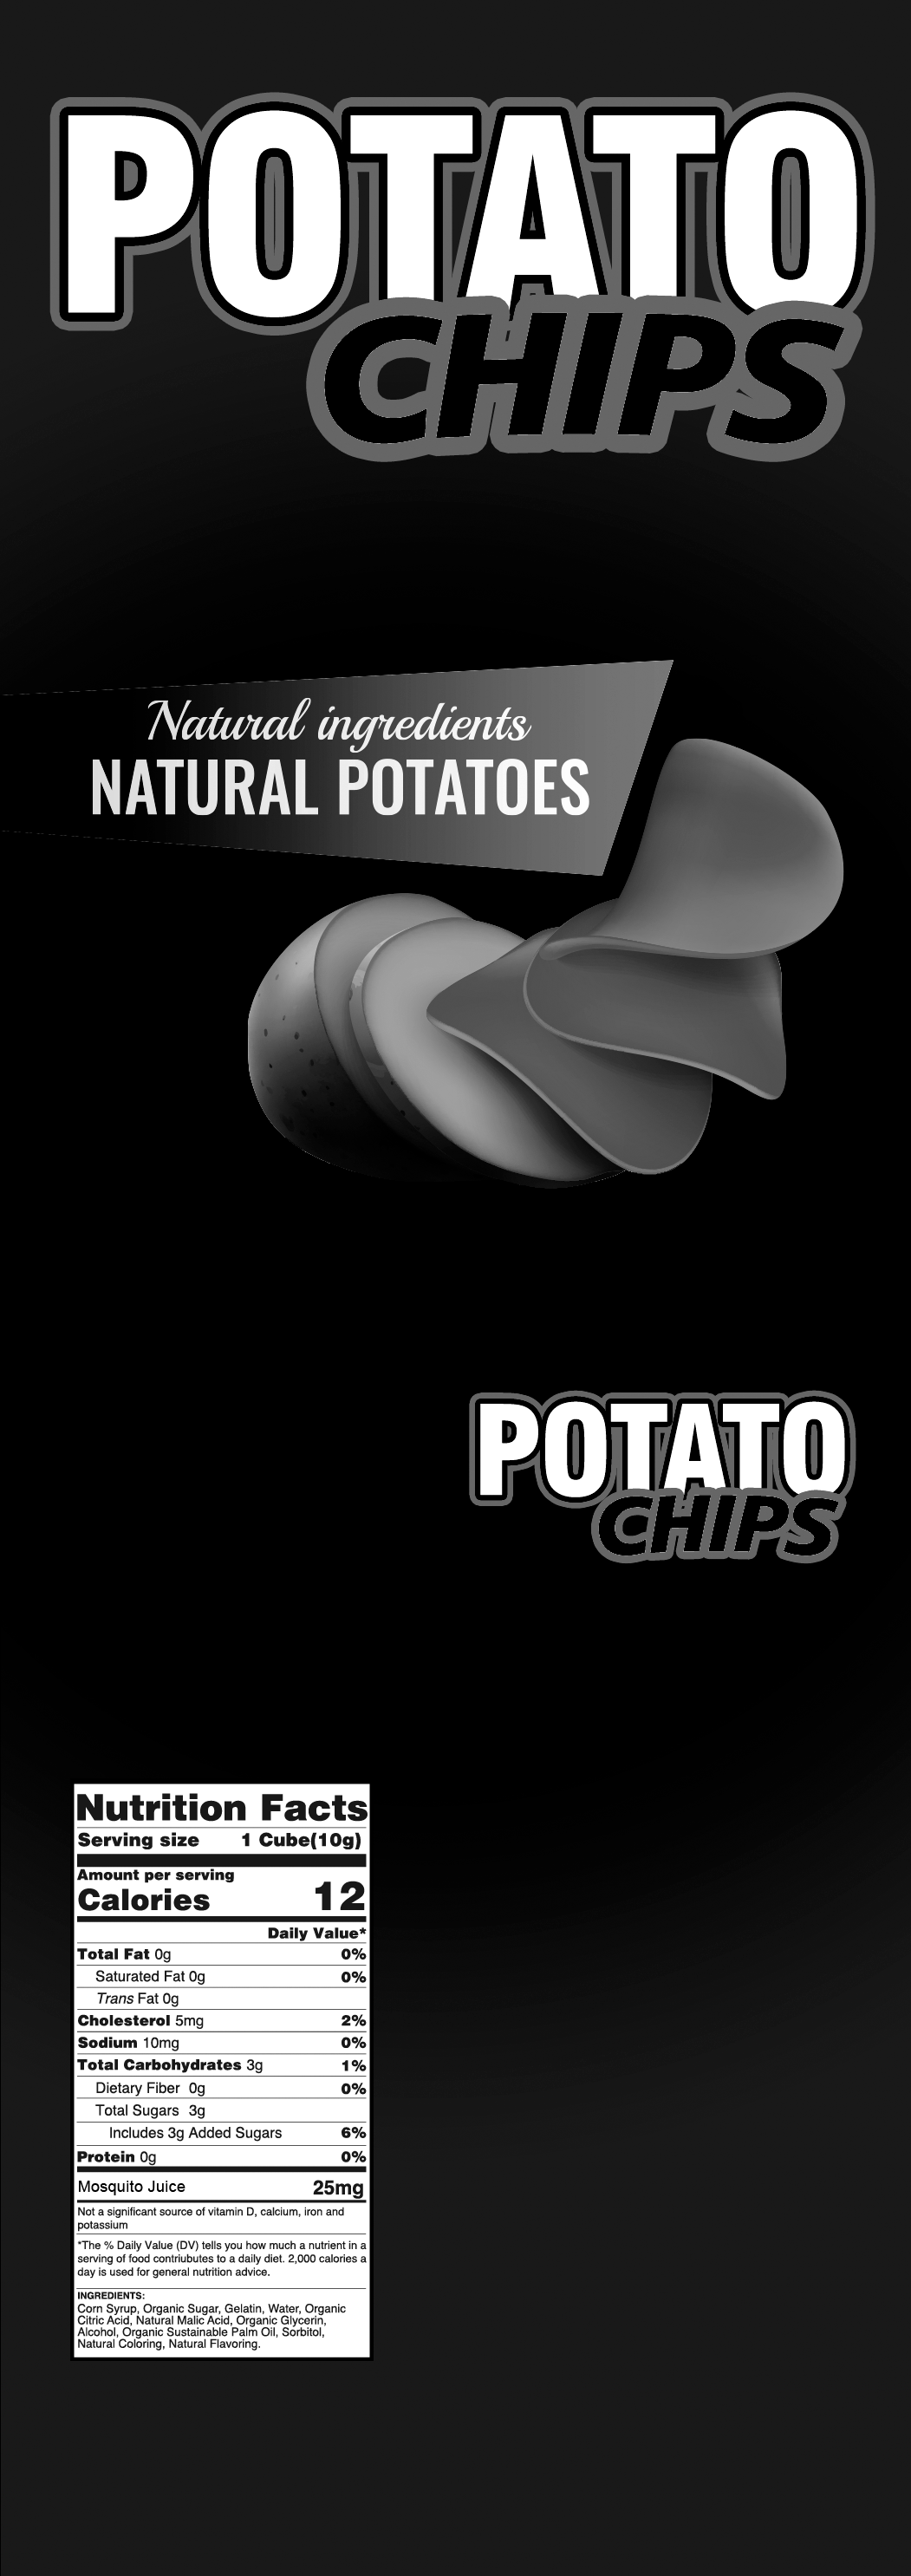 POTATO
CHIPS
Natural ingredients
NATURAL POTATOES
POTATO
CHIPS
Nutrition Facts
Serving size 1 Cube(10g)
Amount per serving
Calories 12
Daily Value*
Total Fat 0g 0%
Saturated Fat 0g 0%
Trans Fat 0g
Cholesterol 5mg 2%
Sodium 10mg 0%
Total Carbohydrates 3g 1%
Dietary Fiber 0g 0%
Total Sugars 3g
Includes 3g Added Sugars 6%
Protein 0g 0%
Mosquito Juice 25mg
Not a significant source of vitamin D, calcium, iron and
potassium
*The % Daily Value (DV) tells you how much a nutrient in a
serving of food contriubutes to a daily diet. 2,000 calories a
day is used for general nutrition advice.
INGREDIENTS:
Corn Syrup, Organic Sugar, Gelatin, Water, Organic
Citric Acid, Natural Malic Acid, Organic Glycerin,
Alcohol, Organic Sustainable Palm Oil, Sorbitol,
Natural Coloring, Natural Flavoring.